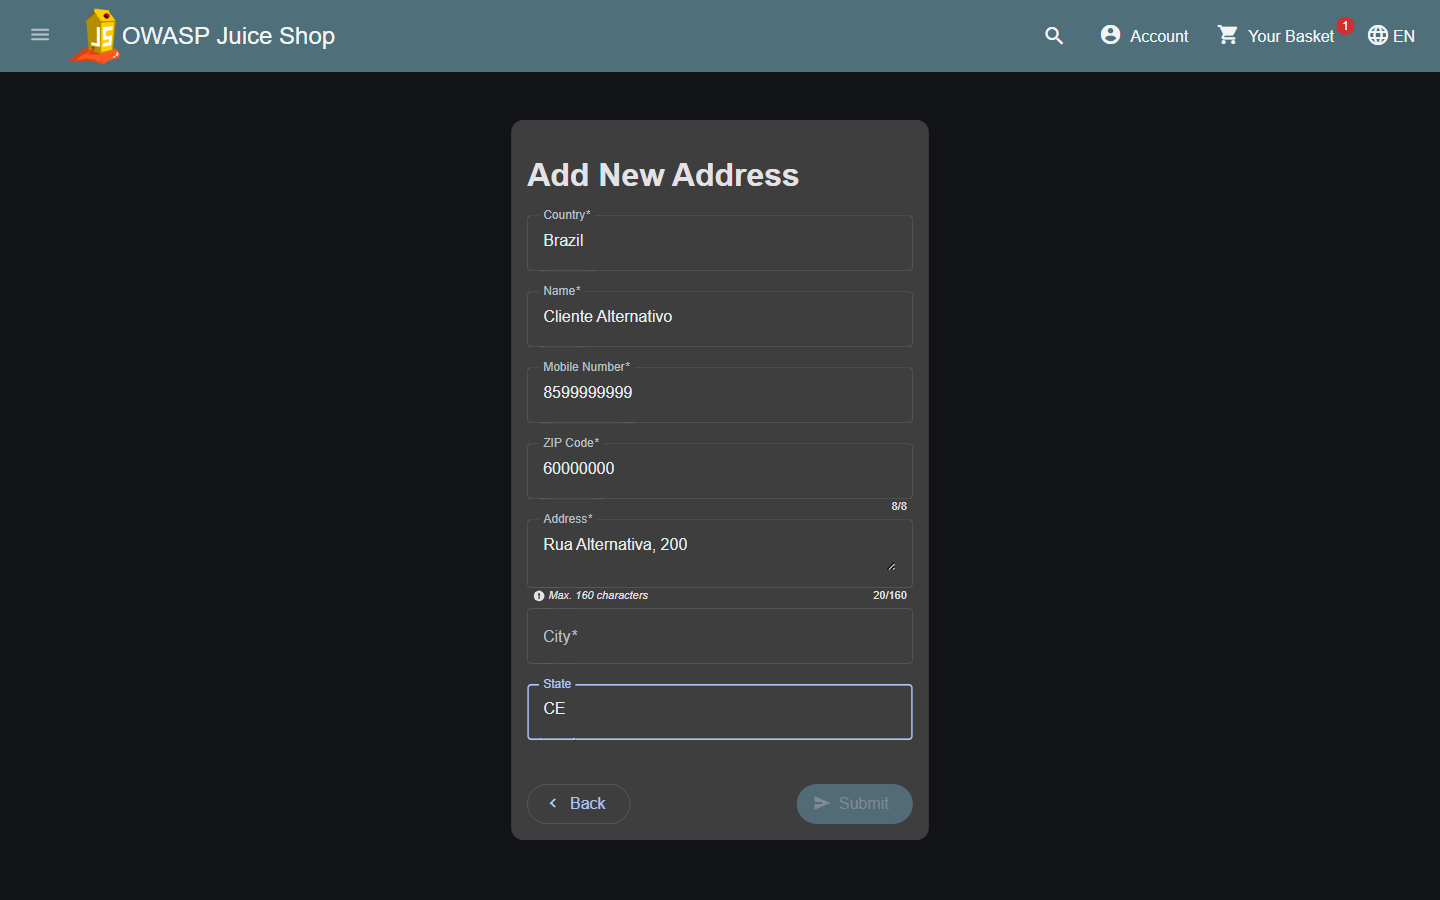 OWASP Juice Shop
Account
Your Basket
1
EN
Add New Address
Country*
Brazil
Name*
Cliente Alternativo
Mobile Number*
8599999999
ZIP Code*
60000000
8/8
Address*
Rua Alternativa, 200
Max. 160 characters
20/160
City*
State
CE
Back
Submit